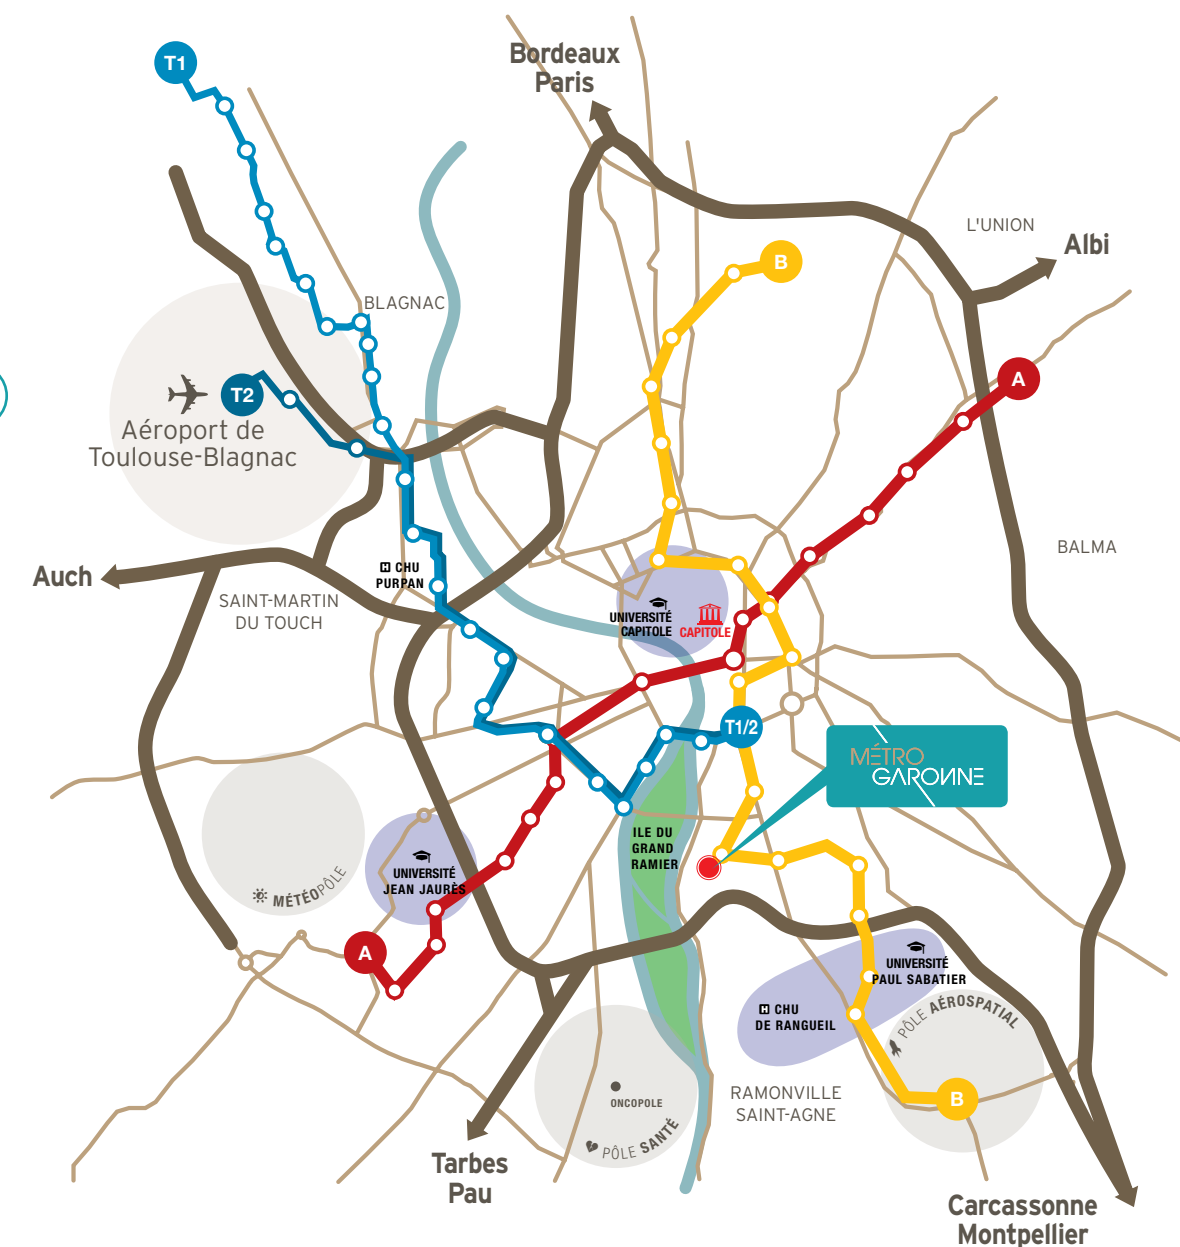 T1
Bordeaux
Paris
L'UNION
Albi
B
BLAGNAC
A
T2
Aéroport de
Toulouse-Blagnac
BALMA
Auch
H CHU
PURPAN
SAINT-MARTIN
DU TOUCH
UNIVERSITÉ
CAPITOLE
CAPITOLE
T1/2
MÉTRO
GARONNE
ILE DU
GRAND
RAMIER
UNIVERSITÉ
JEAN JAURÈS
MÉTÉOPÔLE
A
UNIVERSITÉ
PAUL SABATIER
H CHU
DE RANGUEIL
PÔLE AÉROSPATIAL
RAMONVILLE
SAINT-AGNE
B
ONCOPOLE
PÔLE SANTÉ
Tarbes
Pau
Carcassonne
Montpellier